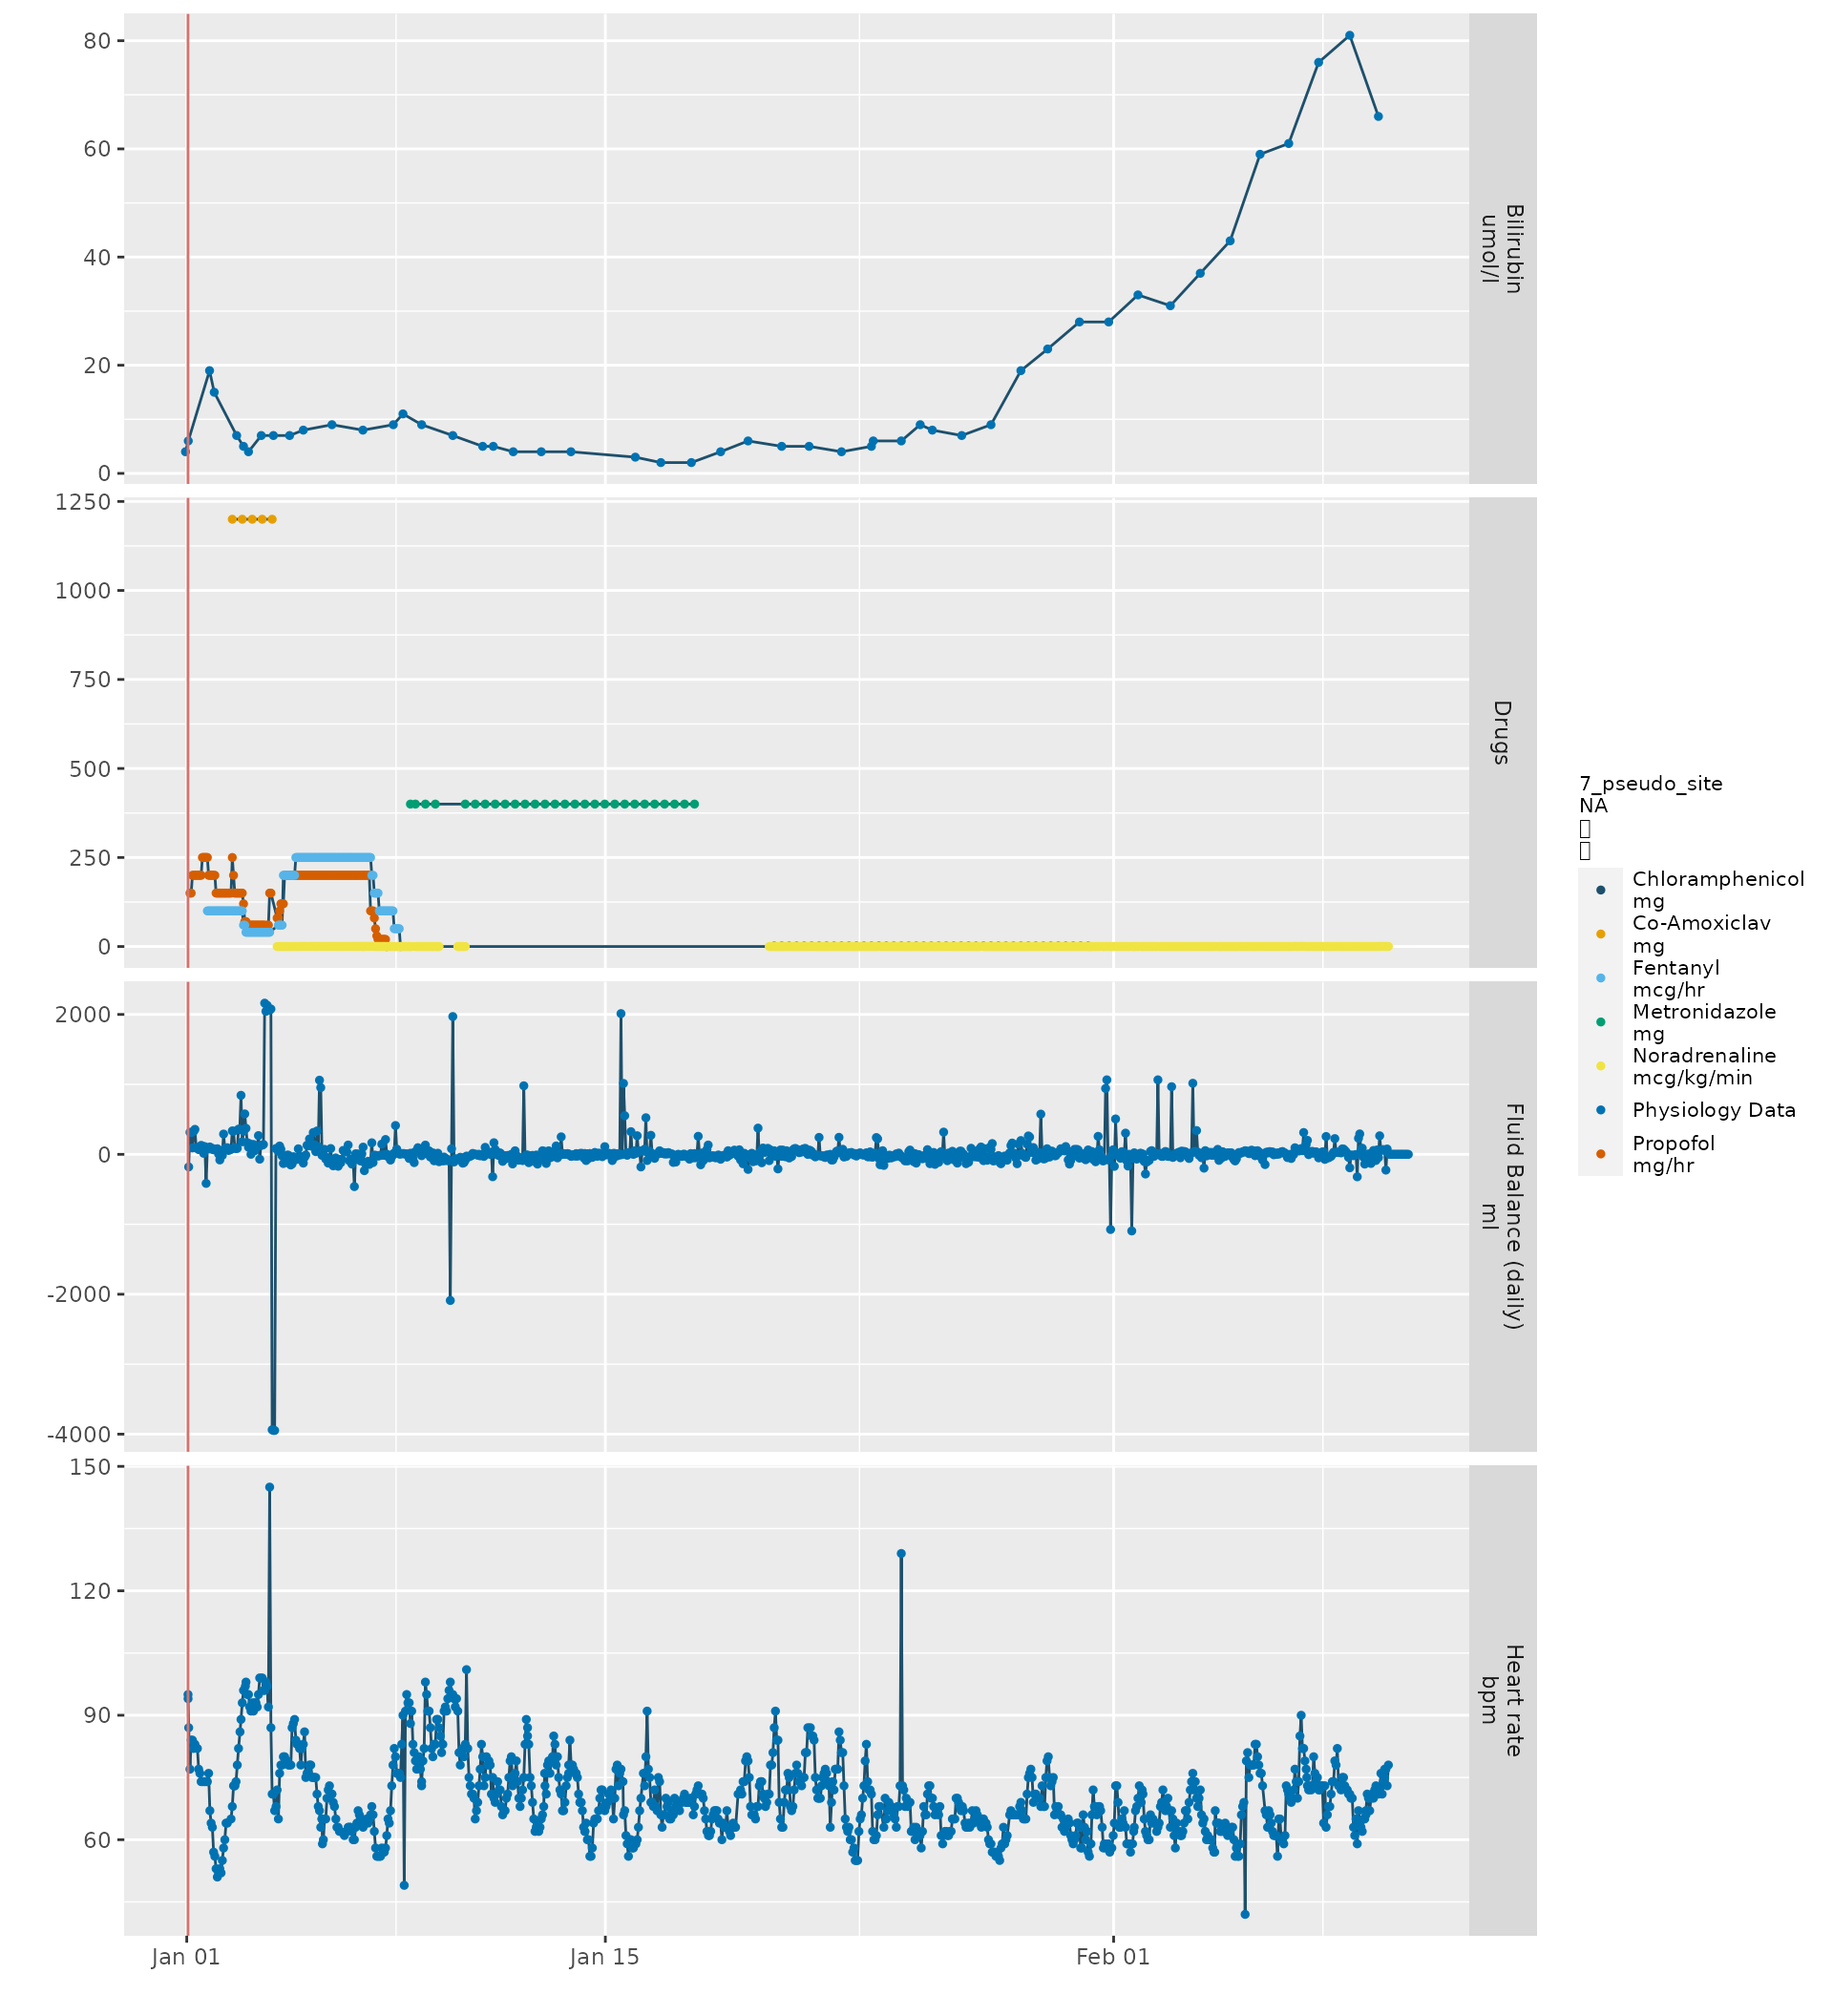 80
60
40
20
0
Bilirubin
umol/l
1250
1000
750
500
250
0
Drugs
2000
0
-2000
-4000
Fluid Balance (daily)
ml
150
120
90
60
Heart rate
bpm
Jan 01
Jan 15
Feb 01
7_pseudo_site
NA
Chloramphenicol
mg
Co-Amoxiclav
mg
Fentanyl
mcg/hr
Metronidazole
mg
Noradrenaline
mcg/kg/min
Physiology Data
Propofol
mg/hr